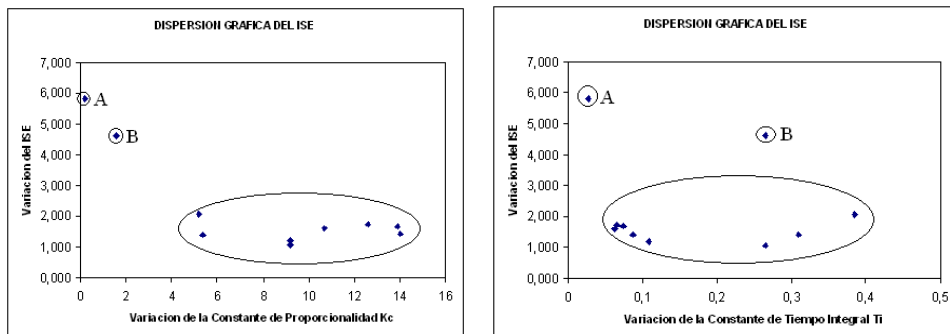 DISPERSION GRAFICA DEL ISE
Variacion del ISE
7,000
6,000
5,000
4,000
3,000
2,000
1,000
0,000
A
B
0 2 4 6 8 10 12 14 16
Variacion de la Constante de Proporcionalidad Kc
DISPERSION GRAFICA DEL ISE
Variacion del ISE
7,000
6,000
5,000
4,000
3,000
2,000
1,000
0,000
A
B
0 0,1 0,2 0,3 0,4 0,5
Variacion de la Constante de Tiempo Integral Ti